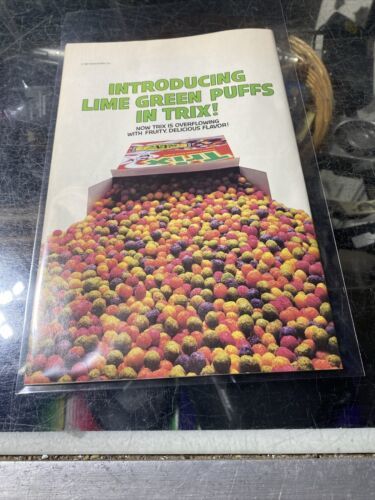 INTRODUCING
LIME GREEN PUFFS
IN TRIX!
NOW TRIX IS OVERFLOWING
WITH FRUITY, DELICIOUS FLAVOR!
Trix